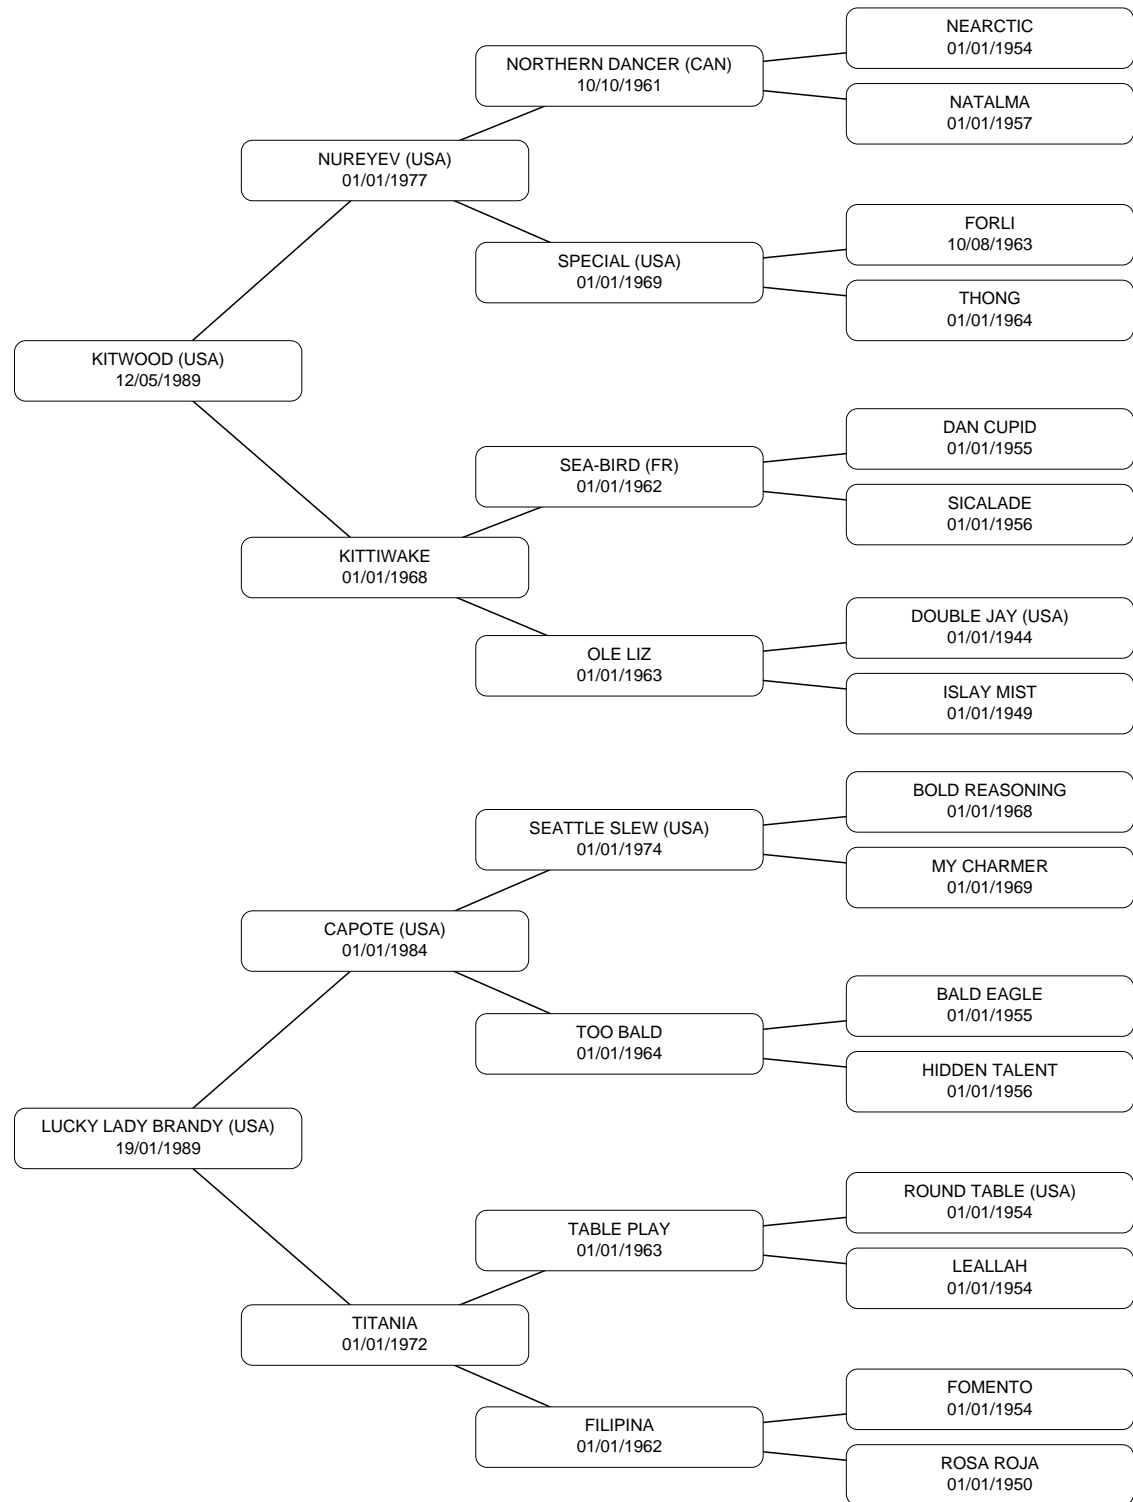 NEARCTIC
01/01/1954
NORTHERN DANCER (CAN)
10/10/1961
NATALMA
01/01/1957
NUREYEV (USA)
01/01/1977
FORLI
10/08/1963
SPECIAL (USA)
01/01/1969
THONG
01/01/1964
KITWOOD (USA)
12/05/1989
DAN CUPID
01/01/1955
SEA-BIRD (FR)
01/01/1962
SICALADE
01/01/1956
KITTIWAKE
01/01/1968
DOUBLE JAY (USA)
01/01/1944
OLE LIZ
01/01/1963
ISLAY MIST
01/01/1949
BOLD REASONING
01/01/1968
SEATTLE SLEW (USA)
01/01/1974
MY CHARMER
01/01/1969
CAPOTE (USA)
01/01/1984
BALD EAGLE
01/01/1955
TOO BALD
01/01/1964
HIDDEN TALENT
01/01/1956
LUCKY LADY BRANDY (USA)
19/01/1989
ROUND TABLE (USA)
01/01/1954
TABLE PLAY
01/01/1963
LEALLAH
01/01/1954
TITANIA
01/01/1972
FOMENTO
01/01/1954
FILIPINA
01/01/1962
ROSA ROJA
01/01/1950